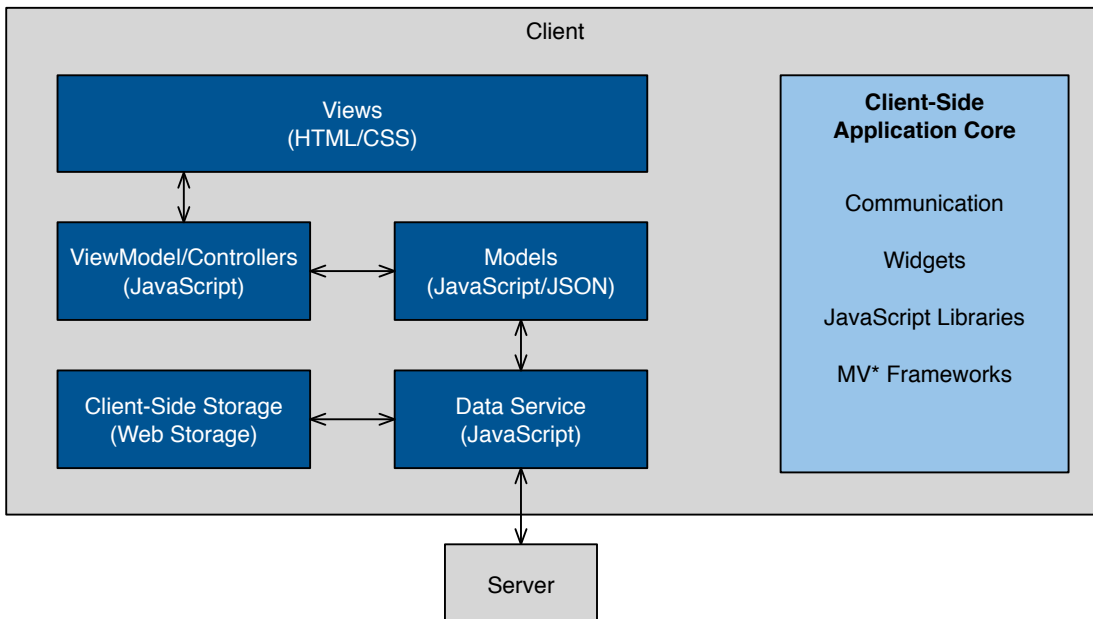 Client
Views
(HTML/CSS)
ViewModel/Controllers
(JavaScript)
Models
(JavaScript/JSON)
Client-Side Storage
(Web Storage)
Data Service
(JavaScript)
Client-Side
Application Core
Communication
Widgets
JavaScript Libraries
MV* Frameworks
Server